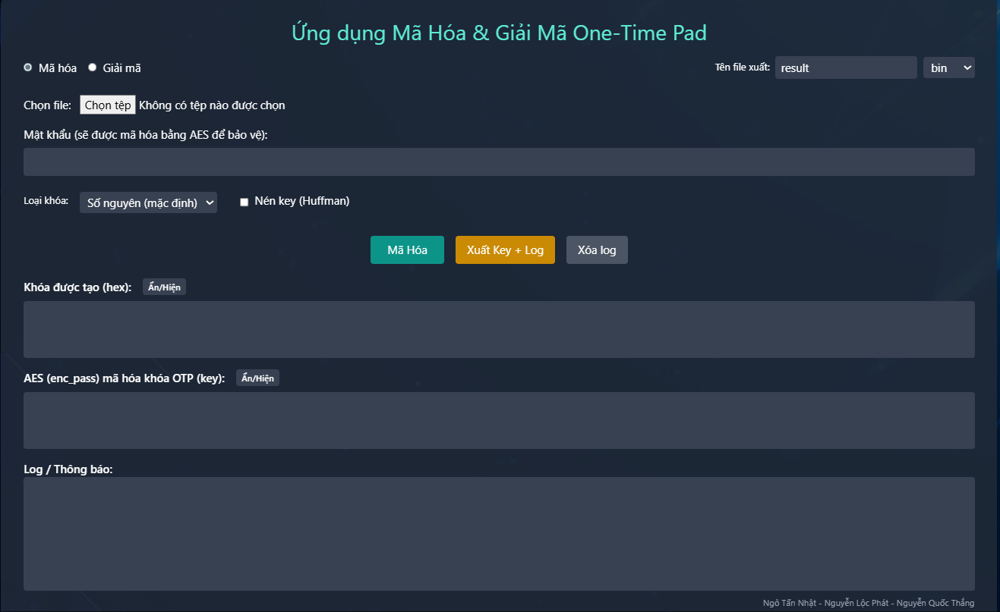 Ứng dụng Mã Hóa & Giải Mã One-Time Pad
Mã hóa Giải mã Tên file xuất: result bin
Chọn file: Chọn tệp Không có tệp nào được chọn
Mật khẩu (sẽ được mã hóa bằng AES để bảo vệ):
Loại khóa: Số nguyên (mặc định) Nén key (Huffman)
Mã Hóa Xuất Key + Log Xóa log
Khóa được tạo (hex): Ẩn/Hiện
AES (enc_pass) mã hóa khóa OTP (key): Ẩn/Hiện
Log / Thông báo:
Ngô Tấn Nhật - Nguyễn Lộc Phát - Nguyễn Quốc Thắng